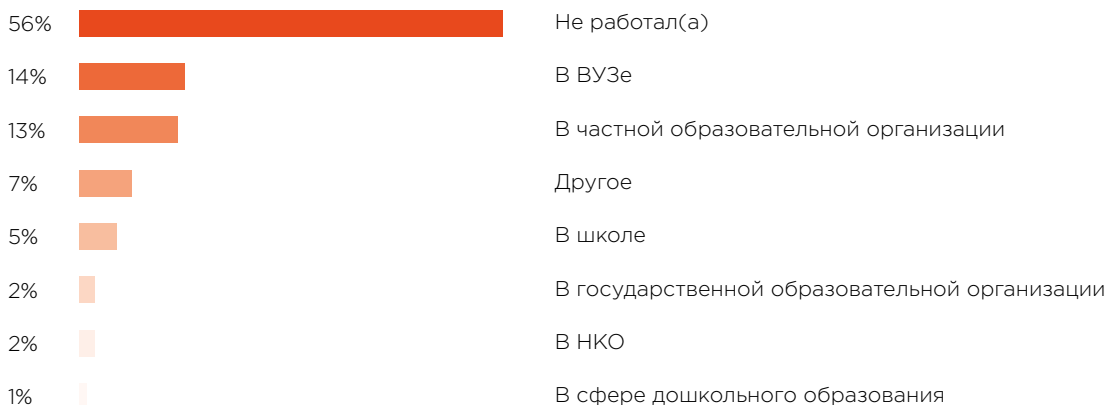 56% Не работал(а)
14% В ВУЗе
13% В частной образовательной организации
7% Другое
5% В школе
2% В государственной образовательной организации
2% В НКО
1% В сфере дошкольного образования